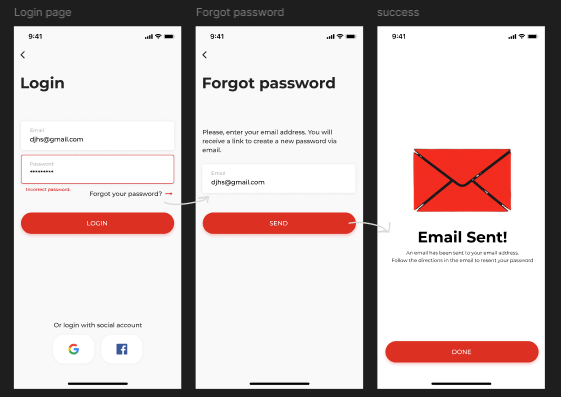 Login page
9:41
Login
Email
djhs@gmail.com
Password
•••••••••
Incorrect password.
Forgot your password? →
LOGIN
Or login with social account
G
f
Forgot password
9:41
Forgot password
Please, enter your email address. You will
receive a link to create a new password via
email.
Email
djhs@gmail.com
SEND
success
9:41
Email Sent!
An email has been sent to your email address.
Follow the directions in the email to resent your password
DONE